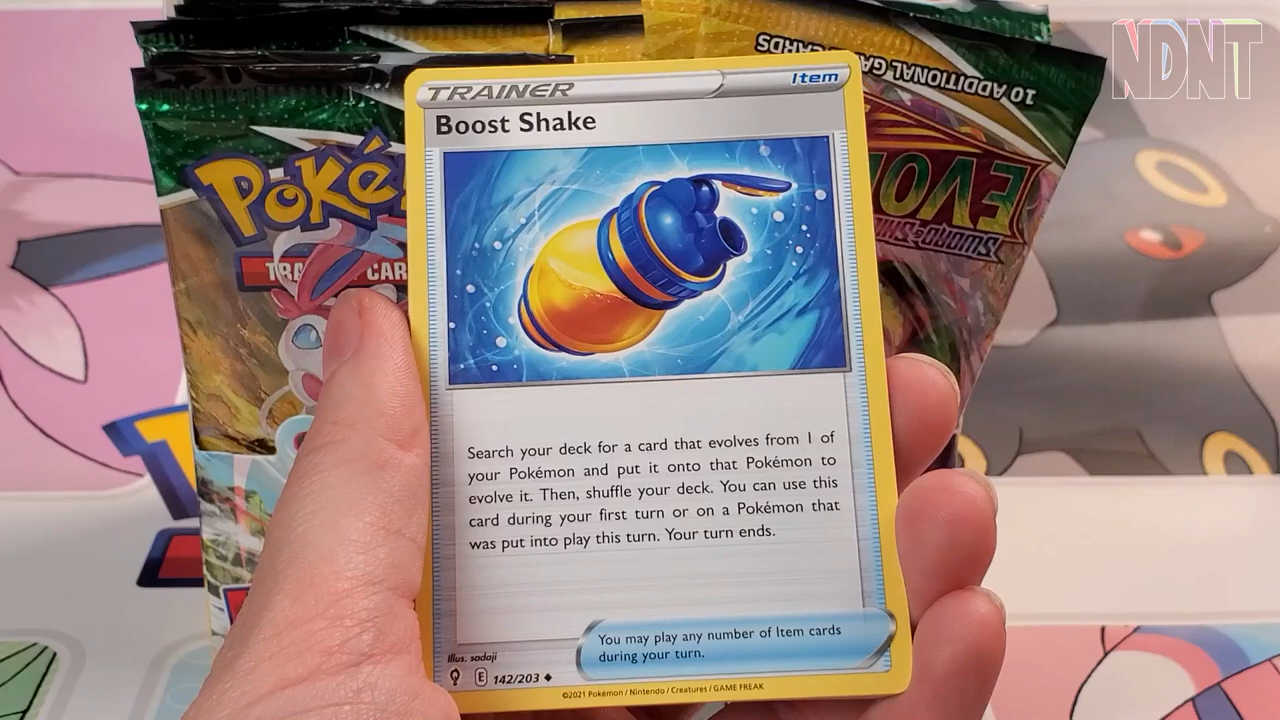 NDNT
10 ADDITIONAL GA
CARDS
POKé
TRA
CAR
EVO
SWORD & SH
TRAINER
Item
Boost Shake
Search your deck for a card that evolves from 1 of
your Pokémon and put it onto that Pokémon to
evolve it. Then, shuffle your deck. You can use this
card during your first turn or on a Pokémon that
was put into play this turn. Your turn ends.
You may play any number of Item cards
during your turn.
Illus. sadaji
E 142/203
©2021 Pokémon / Nintendo / Creatures / GAME FREAK